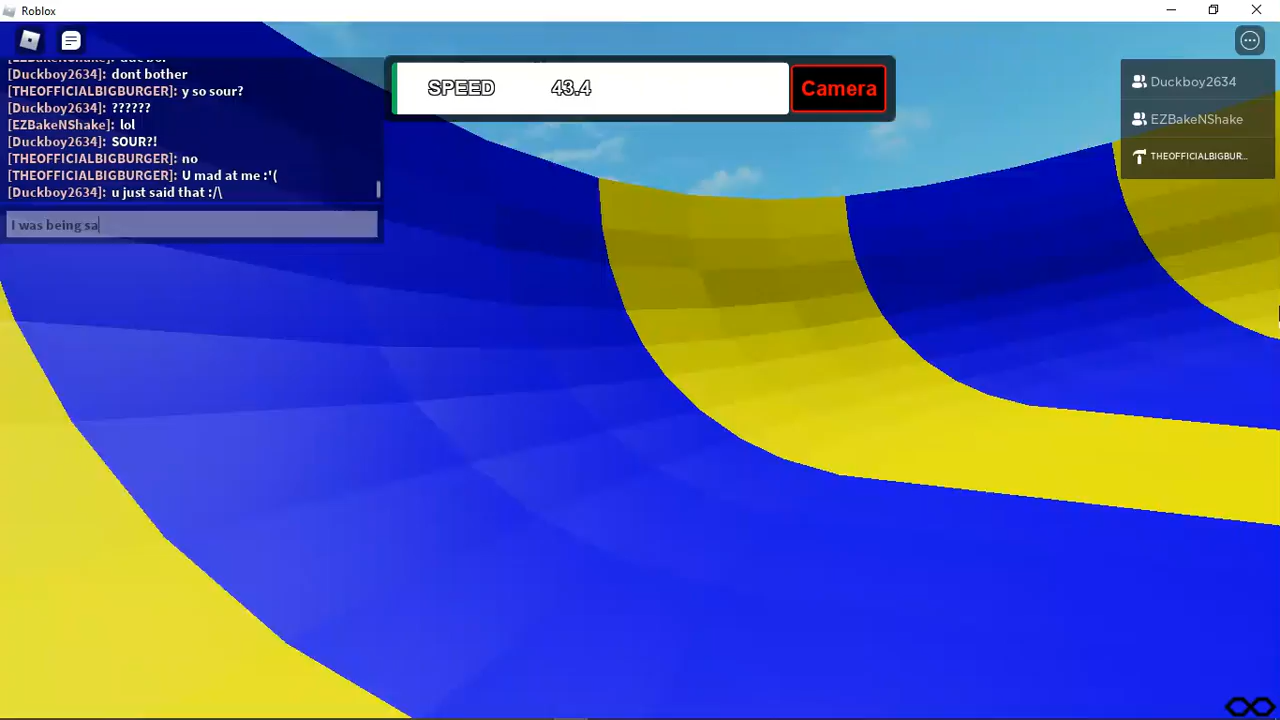 Roblox
[Duckboy2634]: dont bother
[THEOFFICIALBIGBURGER]: y so sour?
[Duckboy2634]: ??????
[EZBakeNShake]: lol
[Duckboy2634]: SOUR?!
[THEOFFICIALBIGBURGER]: no
[THEOFFICIALBIGBURGER]: U mad at me :'(
[Duckboy2634]: u just said that :/\
I was being sa
SPEED 43.4
Camera
Duckboy2634
EZBakeNShake
THEOFFICIALBIGBUR...